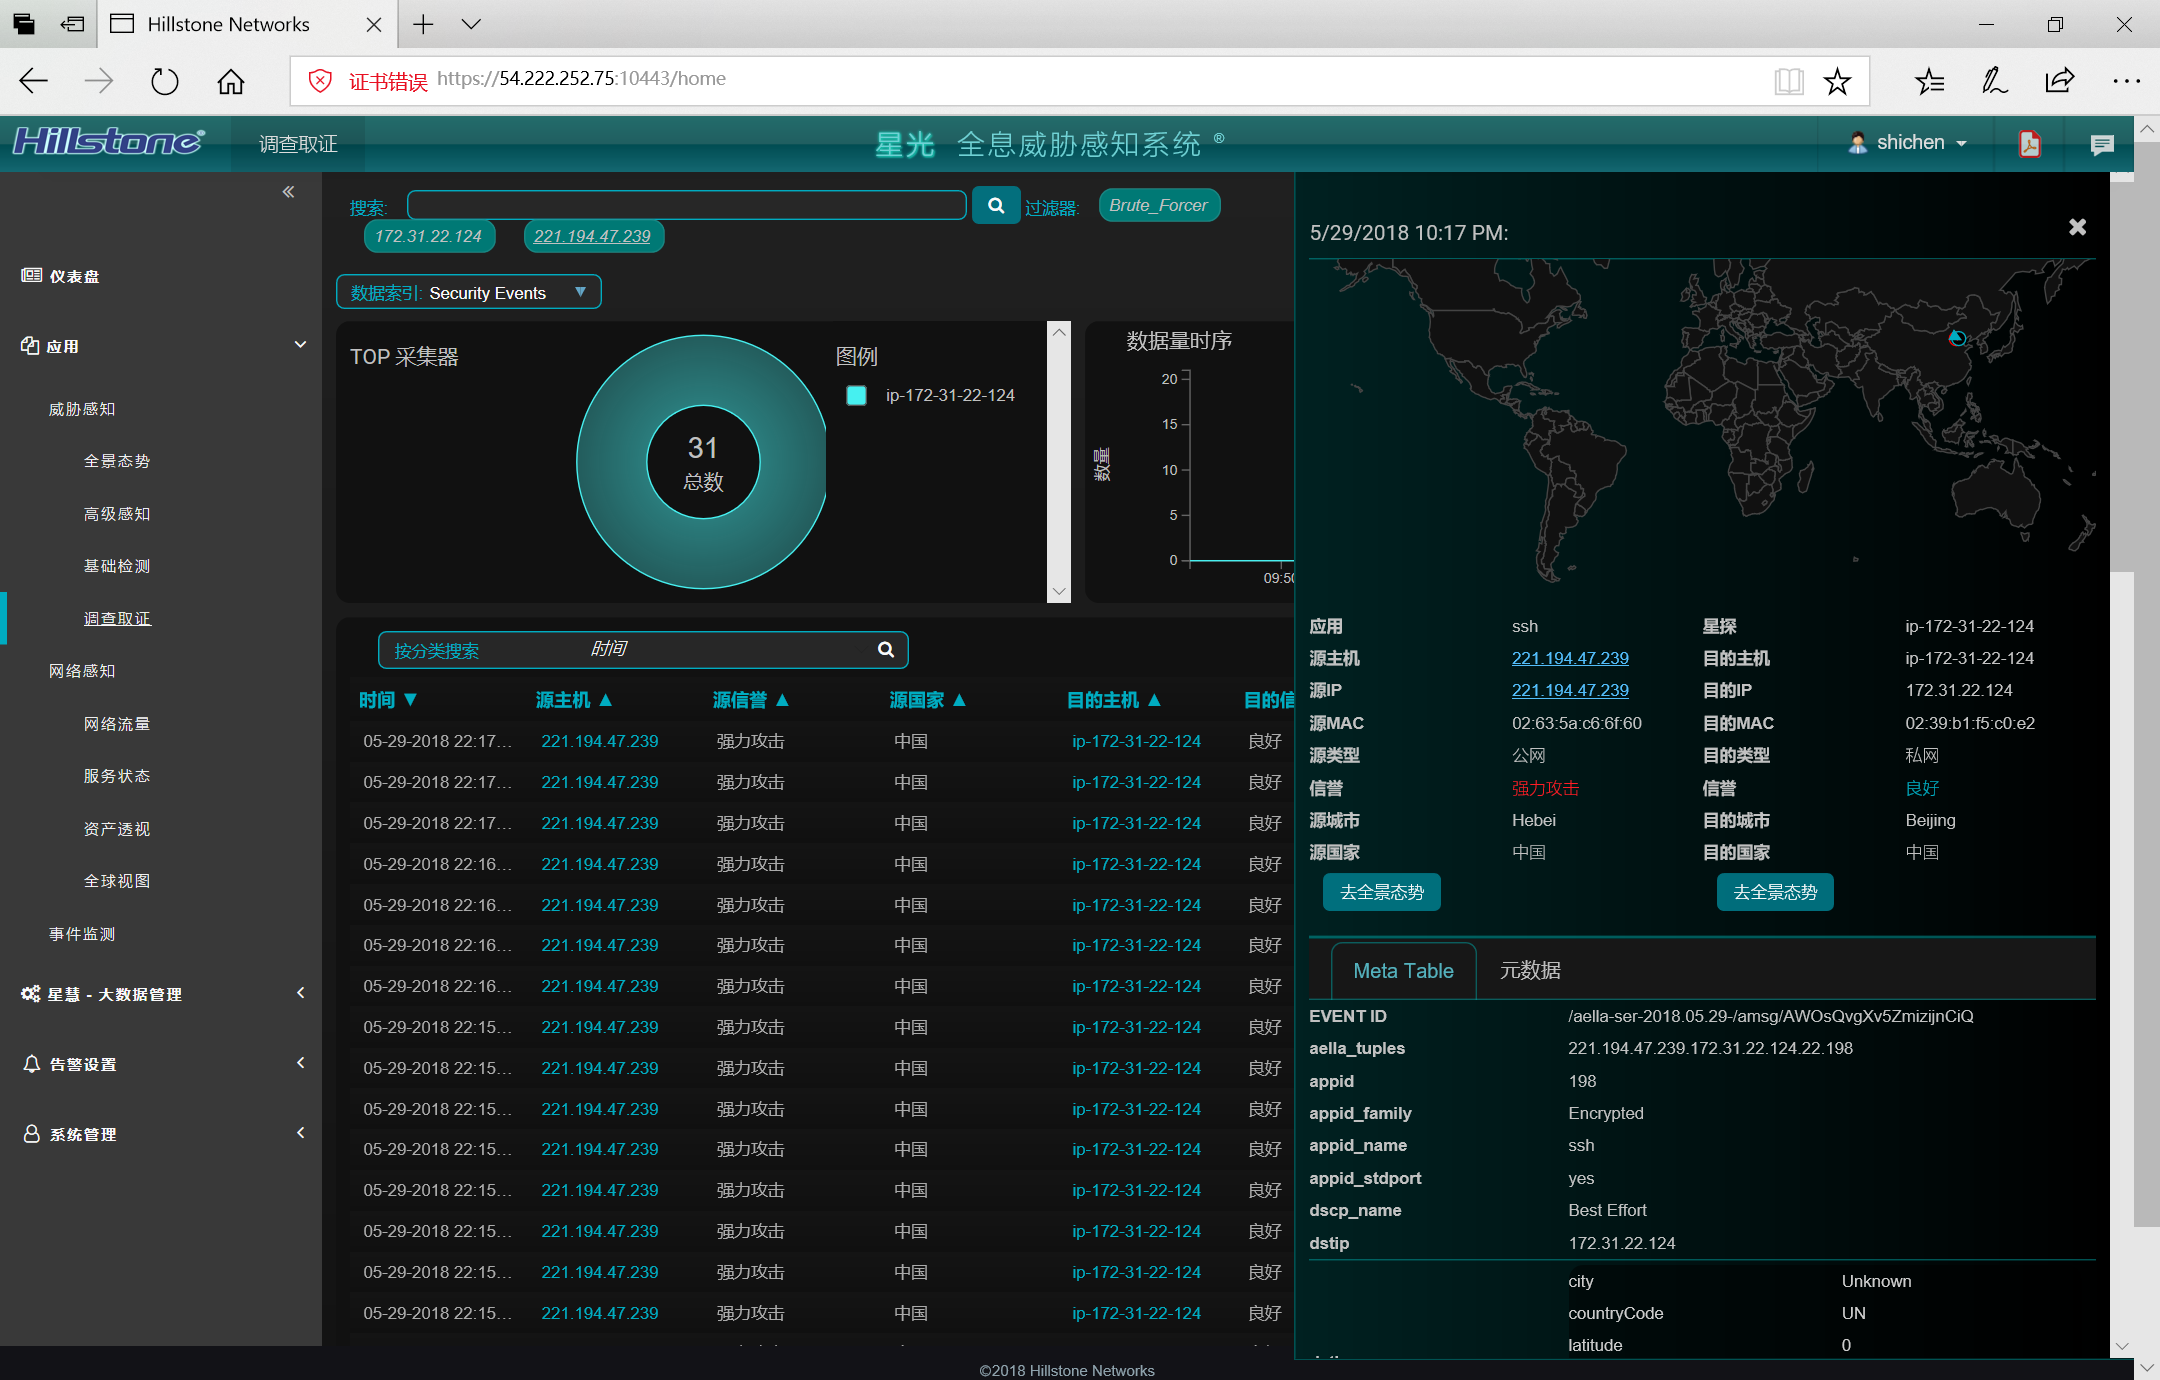 Hillstone Networks
证书错误 https://54.222.252.75:10443/home
Hillstone®
调查取证
星光 全息威胁感知系统 ®
shichen
仪表盘
应用
威胁感知
全景态势
高级感知
基础检测
调查取证
网络感知
网络流量
服务状态
资产透视
全球视图
事件监测
星慧 - 大数据管理
告警设置
系统管理
搜索:
过滤器: Brute_Forcer
172.31.22.124 221.194.47.239
数据索引: Security Events
TOP 采集器
31
总数
图例
ip-172-31-22-124
数据量时序
数量
20
15
10
5
0
09:50
按分类搜索 时间
时间 源主机 源信誉 源国家 目的主机 目的信
05-29-2018 22:17... 221.194.47.239 强力攻击 中国 ip-172-31-22-124 良好
05-29-2018 22:17... 221.194.47.239 强力攻击 中国 ip-172-31-22-124 良好
05-29-2018 22:17... 221.194.47.239 强力攻击 中国 ip-172-31-22-124 良好
05-29-2018 22:16... 221.194.47.239 强力攻击 中国 ip-172-31-22-124 良好
05-29-2018 22:16... 221.194.47.239 强力攻击 中国 ip-172-31-22-124 良好
05-29-2018 22:16... 221.194.47.239 强力攻击 中国 ip-172-31-22-124 良好
05-29-2018 22:16... 221.194.47.239 强力攻击 中国 ip-172-31-22-124 良好
05-29-2018 22:15... 221.194.47.239 强力攻击 中国 ip-172-31-22-124 良好
05-29-2018 22:15... 221.194.47.239 强力攻击 中国 ip-172-31-22-124 良好
05-29-2018 22:15... 221.194.47.239 强力攻击 中国 ip-172-31-22-124 良好
05-29-2018 22:15... 221.194.47.239 强力攻击 中国 ip-172-31-22-124 良好
05-29-2018 22:15... 221.194.47.239 强力攻击 中国 ip-172-31-22-124 良好
05-29-2018 22:15... 221.194.47.239 强力攻击 中国 ip-172-31-22-124 良好
05-29-2018 22:15... 221.194.47.239 强力攻击 中国 ip-172-31-22-124 良好
05-29-2018 22:15... 221.194.47.239 强力攻击 中国 ip-172-31-22-124 良好
5/29/2018 10:17 PM:
应用 ssh 星探 ip-172-31-22-124
源主机 221.194.47.239 目的主机 ip-172-31-22-124
源IP 221.194.47.239 目的IP 172.31.22.124
源MAC 02:63:5a:c6:6f:60 目的MAC 02:39:b1:f5:c0:e2
源类型 公网 目的类型 私网
信誉 强力攻击 信誉 良好
源城市 Hebei 目的城市 Beijing
源国家 中国 目的国家 中国
去全景态势 去全景态势
Meta Table 元数据
EVENT ID /aella-ser-2018.05.29-/amsg/AWOsQvgXv5ZmizijnCiQ
aella_tuples 221.194.47.239.172.31.22.124.22.198
appid 198
appid_family Encrypted
appid_name ssh
appid_stdport yes
dscp_name Best Effort
dstip 172.31.22.124
city Unknown
countryCode UN
latitude 0
©2018 Hillstone Networks